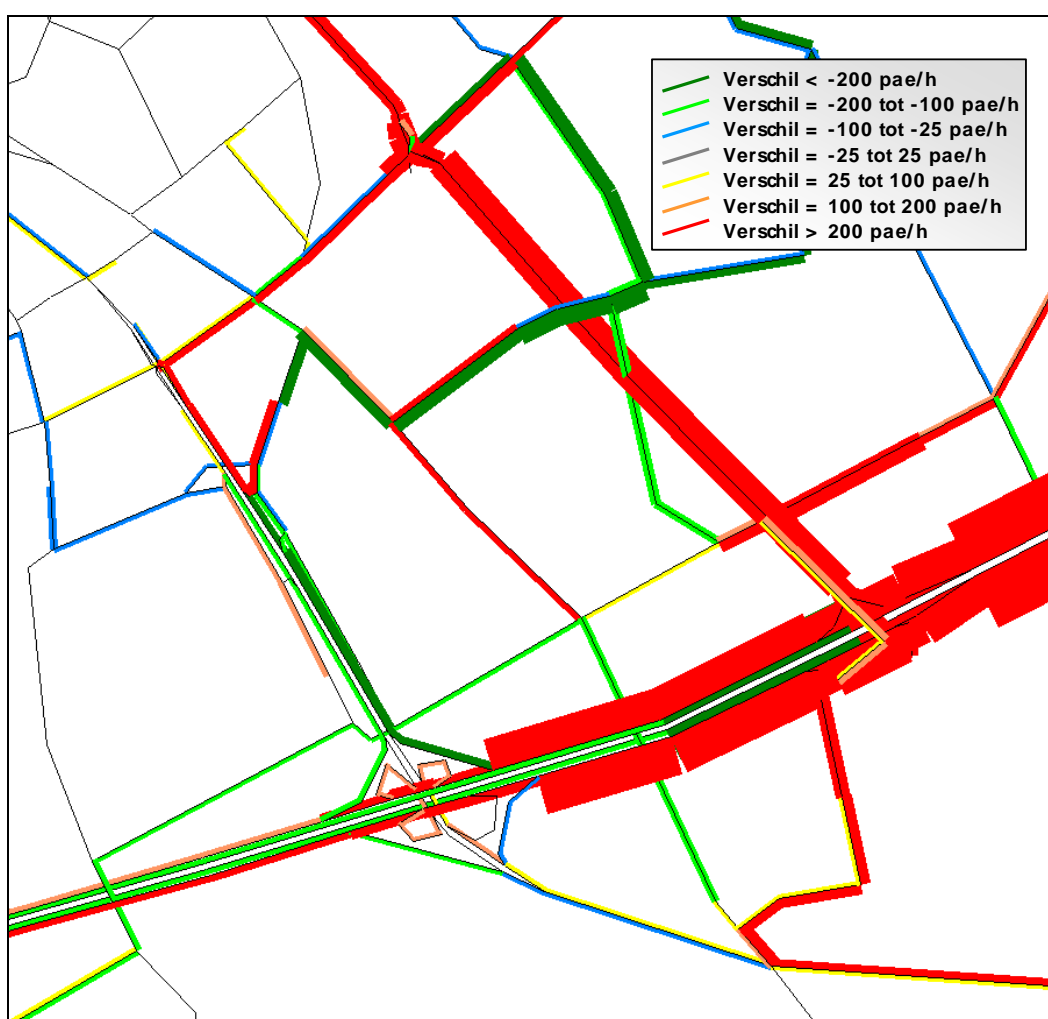 Verschil < -200 pae/h
Verschil = -200 tot -100 pae/h
Verschil = -100 tot -25 pae/h
Verschil = -25 tot 25 pae/h
Verschil = 25 tot 100 pae/h
Verschil = 100 tot 200 pae/h
Verschil > 200 pae/h